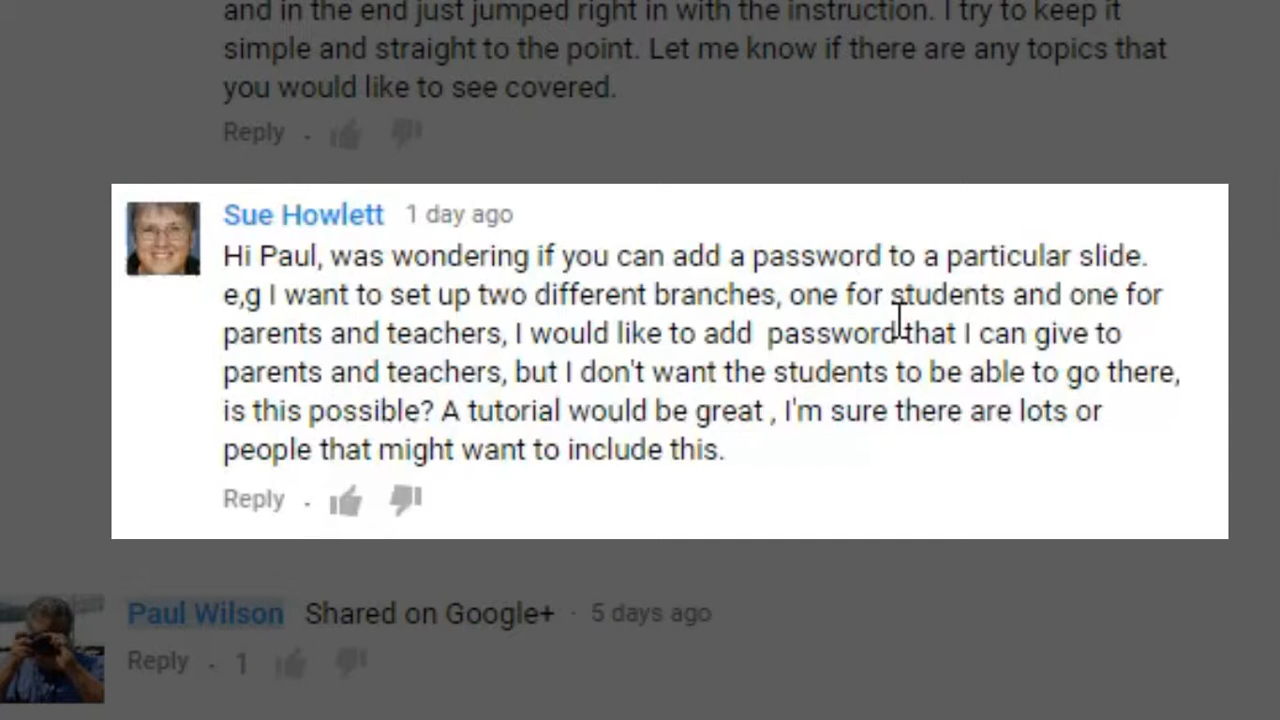 and in the end just jumped right in with the instruction. I try to keep it
simple and straight to the point. Let me know if there are any topics that
you would like to see covered.
Reply .
Sue Howlett 1 day ago
Hi Paul, was wondering if you can add a password to a particular slide.
e,g I want to set up two different branches, one for students and one for
parents and teachers, I would like to add  password that I can give to
parents and teachers, but I don't want the students to be able to go there,
is this possible? A tutorial would be great , I'm sure there are lots or
people that might want to include this.
Reply .
Paul Wilson Shared on Google+ · 5 days ago
Reply . 1